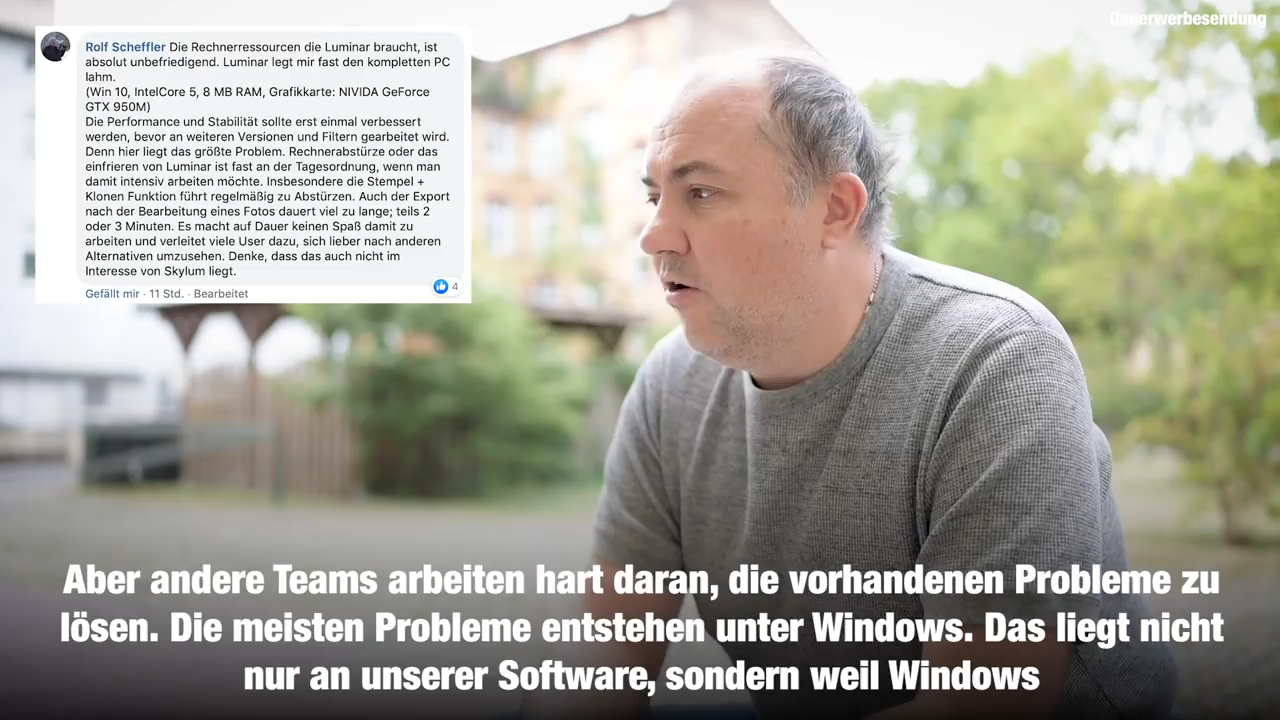 Dauerwerbesendung
Rolf Scheffler Die Rechnerressourcen die Luminar braucht, ist
absolut unbefriedigend. Luminar legt mir fast den kompletten PC
lahm.
(Win 10, IntelCore 5, 8 MB RAM, Grafikkarte: NIVIDA GeForce
GTX 950M)
Die Performance und Stabilität sollte erst einmal verbessert
werden, bevor an weiteren Versionen und Filtern gearbeitet wird.
Denn hier liegt das größte Problem. Rechnerabstürze oder das
einfrieren von Luminar ist fast an der Tagesordnung, wenn man
damit intensiv arbeiten möchte. Insbesondere die Stempel +
Klonen Funktion führt regelmäßig zu Abstürzen. Auch der Export
nach der Bearbeitung eines Fotos dauert viel zu lange; teils 2
oder 3 Minuten. Es macht auf Dauer keinen Spaß damit zu
arbeiten und verleitet viele User dazu, sich lieber nach anderen
Alternativen umzusehen. Denke, dass das auch nicht im
Interesse von Skylum liegt.
4
Gefällt mir · 11 Std. · Bearbeitet
Aber andere Teams arbeiten hart daran, die vorhandenen Probleme zu
lösen. Die meisten Probleme entstehen unter Windows. Das liegt nicht
nur an unserer Software, sondern weil Windows